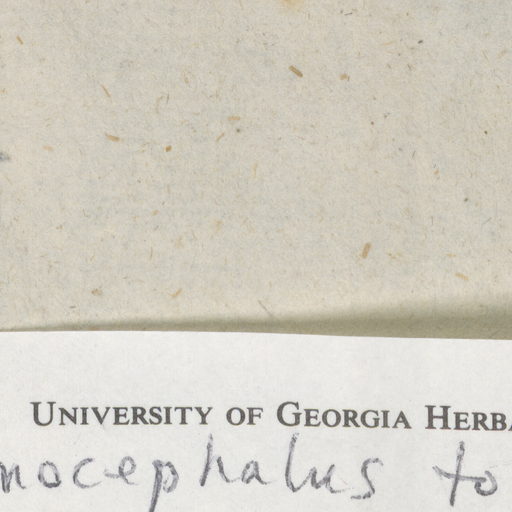 UNIVERSITY OF GEORGIA HERBA
nocephalus to